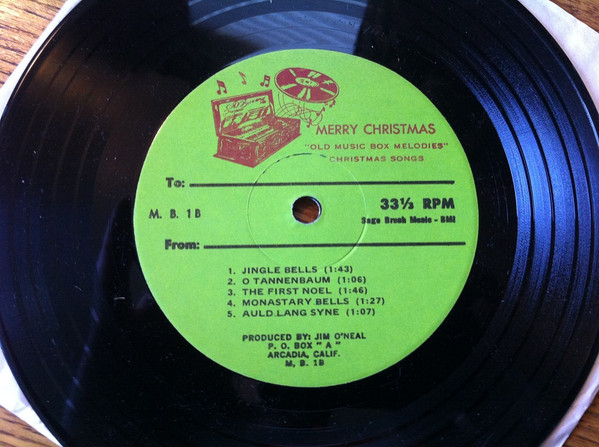 MERRY CHRISTMAS
"OLD MUSIC BOX MELODIES"
CHRISTMAS SONGS
To:
M. B. 1B
33⅓ RPM
Sage Brush Music - BMI
From:
1. JINGLE BELLS (1:43)
2. O TANNENBAUM (1:06)
3. THE FIRST NOEL (1:46)
4. MONASTARY BELLS (1:27)
5. AULD LANG SYNE (1:07)
PRODUCED BY: JIM O'NEAL
P. O. BOX " A "
ARCADIA, CALIF.
M. B. 1B